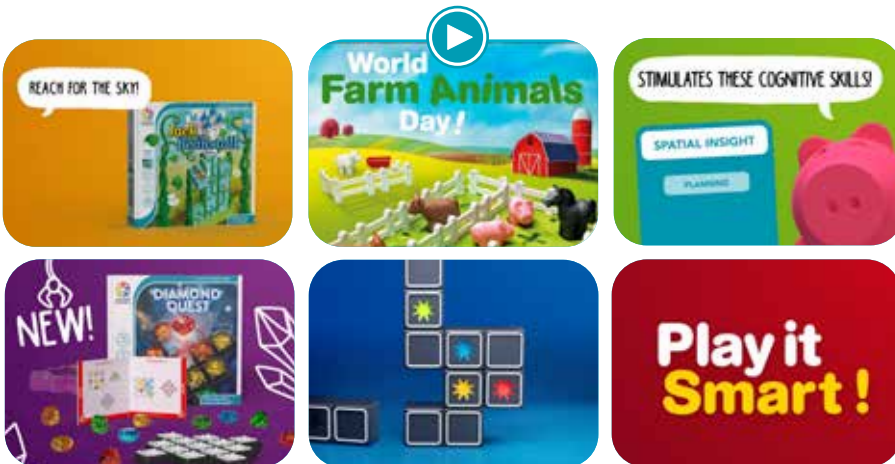 REACH FOR THE SKY!
Jack
Beanstalk
World
Farm Animals
Day!
STIMULATES THESE COGNITIVE SKILLS!
SPATIAL INSIGHT
PLANNING
NEW!
DIAMOND
QUEST
Play it
Smart!